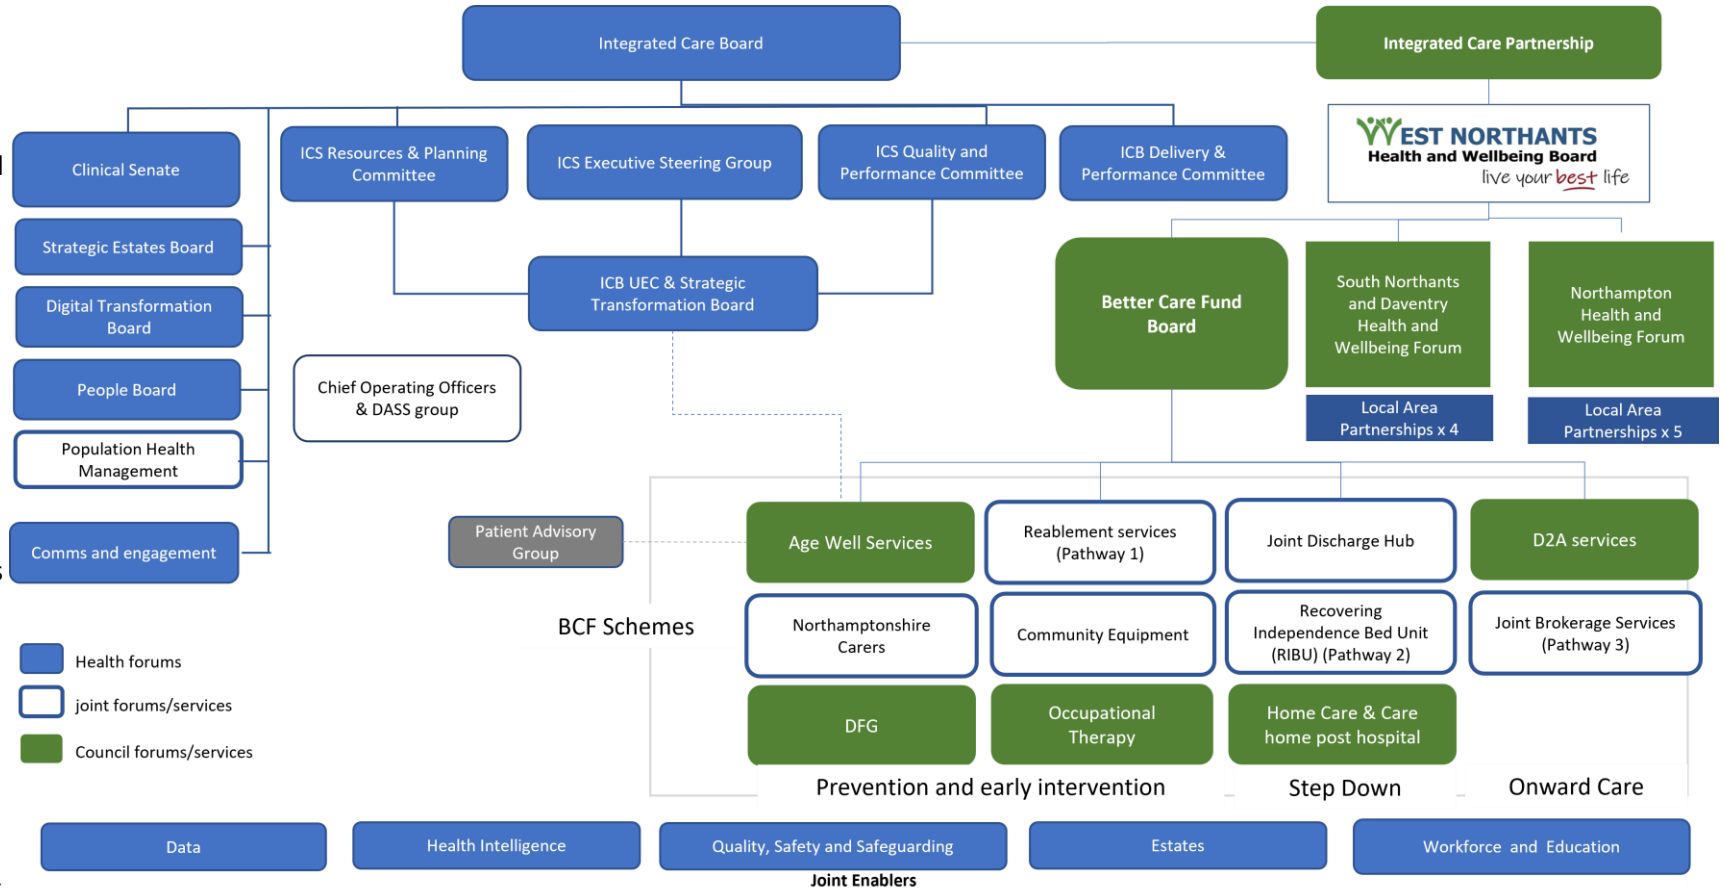 Integrated Care Board
Integrated Care Partnership
WEST NORTHANTS
Health and Wellbeing Board
live your best life
Clinical Senate
ICS Resources & Planning
Committee
ICS Executive Steering Group
ICS Quality and
Performance Committee
ICB Delivery &
Performance Committee
Strategic Estates Board
Digital Transformation
Board
People Board
Population Health
Management
Comms and engagement
ICB UEC & Strategic
Transformation Board
Chief Operating Officers
& DASS group
Better Care Fund
Board
South Northants
and Daventry
Health and
Wellbeing Forum
Northampton
Health and
Wellbeing Forum
Local Area
Partnerships x 4
Local Area
Partnerships x 5
Patient Advisory
Group
BCF Schemes
Age Well Services
Reablement services
(Pathway 1)
Joint Discharge Hub
D2A services
Northamptonshire
Carers
Community Equipment
Recovering
Independence Bed Unit
(RIBU) (Pathway 2)
Joint Brokerage Services
(Pathway 3)
DFG
Occupational
Therapy
Home Care & Care
home post hospital
Prevention and early intervention
Step Down
Onward Care
Health forums
joint forums/services
Council forums/services
Data
Health Intelligence
Quality, Safety and Safeguarding
Estates
Workforce and Education
Joint Enablers